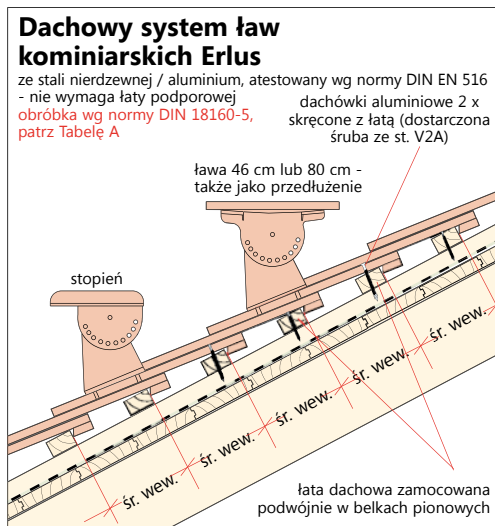 Dachowy system ław
kominiarskich Erlus
ze stali nierdzewnej / aluminium, atestowany wg normy DIN EN 516
- nie wymaga łaty podporowej
obróbka wg normy DIN 18160-5,
patrz Tabelę A
dachówki aluminiowe 2 x
skręcone z łatą (dostarczona
śruba ze st. V2A)
ława 46 cm lub 80 cm -
także jako przedłużenie
stopień
śr. wew.
śr. wew.
śr. wew.
śr. wew.
śr. wew.
łata dachowa zamocowana
podwójnie w belkach pionowych